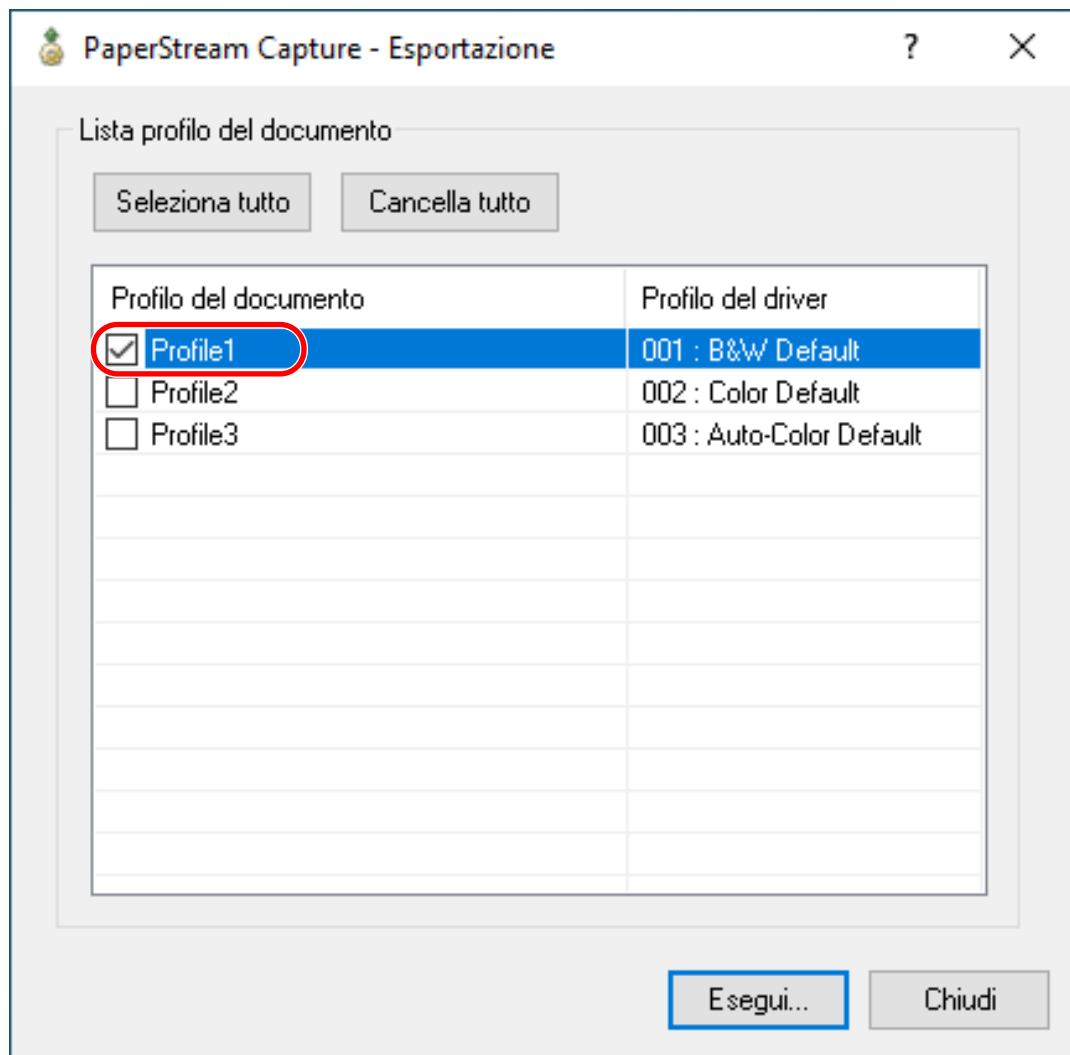 PaperStream Capture - Esportazione ?
Lista profilo del documento
Seleziona tutto Cancella tutto
Profilo del documento Profilo del driver
Profile1 001 : B&W Default
Profile2 002 : Color Default
Profile3 003 : Auto-Color Default
Esegui... Chiudi